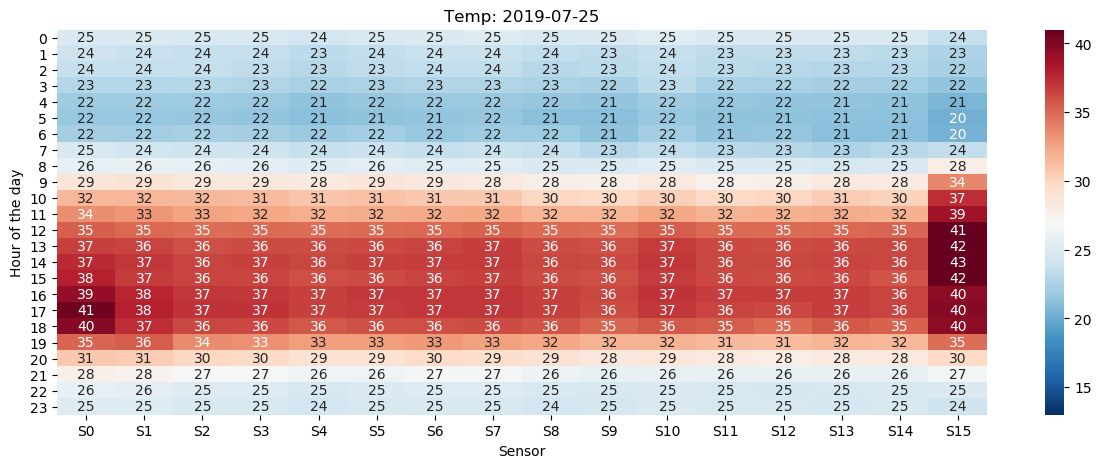 Temp: 2019-07-25
Hour of the day
0 25 25 25 25 24 25 25 25 25 25 25 25 25 25 25 24
1 24 24 24 24 23 24 24 24 24 23 24 23 23 23 23 23
2 24 24 24 23 23 23 24 24 23 23 24 23 23 23 23 22
3 23 23 23 23 22 23 23 23 23 22 23 22 22 22 22 22
4 22 22 22 22 21 22 22 22 22 21 22 22 22 21 21 21
5 22 22 22 22 21 21 21 22 21 21 22 21 21 21 21 20
6 22 22 22 22 22 22 22 22 22 21 22 21 22 21 21 20
7 25 24 24 24 24 24 24 24 24 23 24 23 23 23 23 24
8 26 26 26 26 25 26 25 25 25 25 25 25 25 25 25 28
9 29 29 29 29 28 29 29 28 28 28 28 28 28 28 28 34
10 32 32 32 31 31 31 31 31 30 30 30 30 30 31 30 37
11 34 33 33 32 32 32 32 32 32 32 32 32 32 32 32 39
12 35 35 35 35 35 35 35 35 35 35 35 35 35 35 35 41
13 37 36 36 36 36 36 36 37 36 36 37 36 36 36 36 42
14 37 37 36 37 36 37 37 37 36 36 37 36 36 36 36 43
15 38 37 36 36 36 36 36 37 36 36 37 36 36 36 36 42
16 39 38 37 37 37 37 37 37 37 36 37 37 36 37 36 40
17 41 38 37 37 37 37 37 37 37 36 37 36 36 37 36 40
18 40 37 36 36 36 36 36 36 36 35 36 35 35 36 35 40
19 35 36 34 33 33 33 33 33 32 32 32 31 31 32 32 35
20 31 31 30 30 29 29 30 29 29 28 29 28 28 28 28 30
21 28 28 27 27 26 26 27 27 26 26 26 26 26 26 26 27
22 26 26 25 25 25 25 25 25 25 25 25 25 25 25 25 25
23 25 25 25 25 24 25 25 25 24 25 25 25 25 25 25 24
S0 S1 S2 S3 S4 S5 S6 S7 S8 S9 S10 S11 S12 S13 S14 S15
Sensor
40
35
30
25
20
15